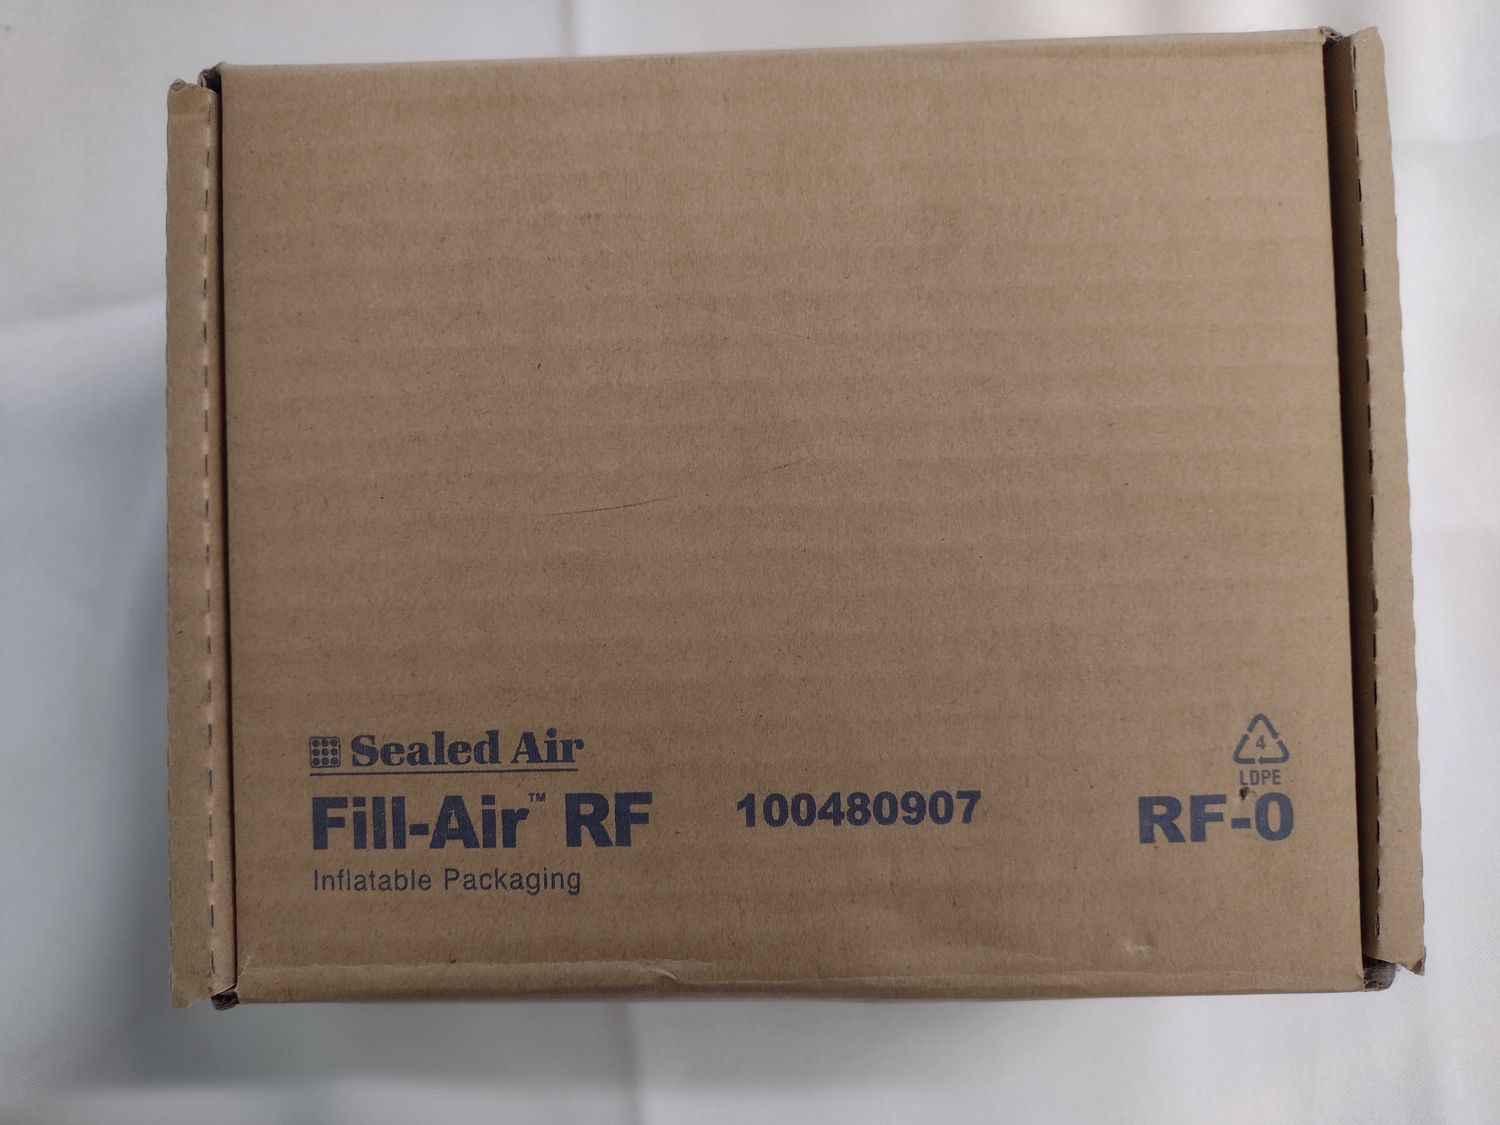 Sealed Air
Fill-Air™ RF
Inflatable Packaging
100480907
4
LDPE
RF-0